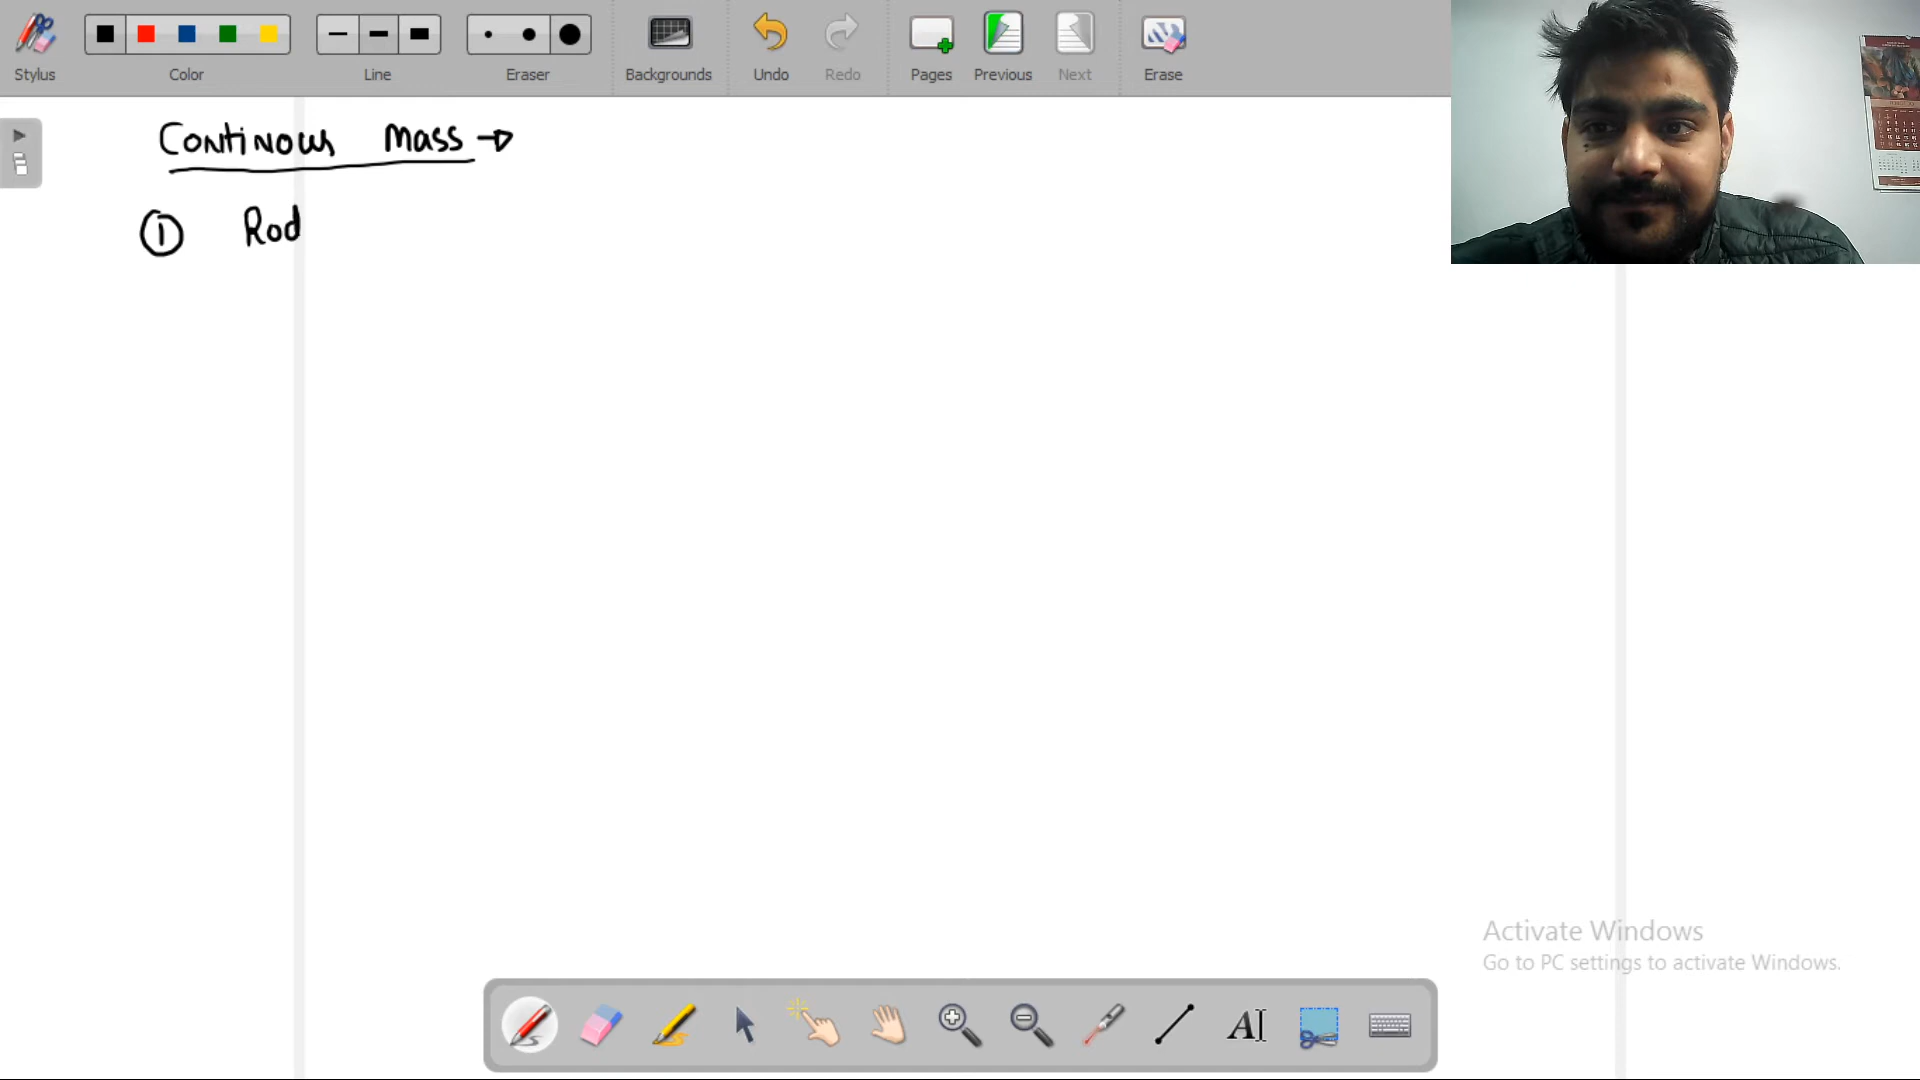 Stylus Color Line Eraser Backgrounds Undo Redo Pages Previous Next Erase
Continous Mass →
① Rod
Activate Windows
Go to PC settings to activate Windows.